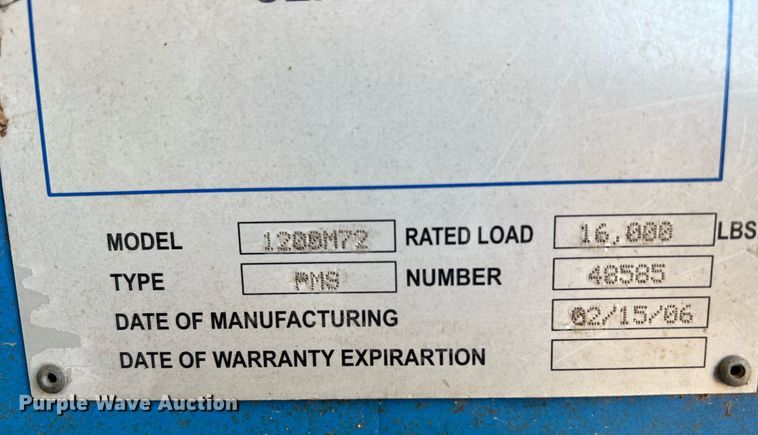 MODEL 1200M72 RATED LOAD 16,000 LBS
TYPE PMS NUMBER 48585
DATE OF MANUFACTURING 02/15/06
DATE OF WARRANTY EXPIRARTION
Purple Wave Auction